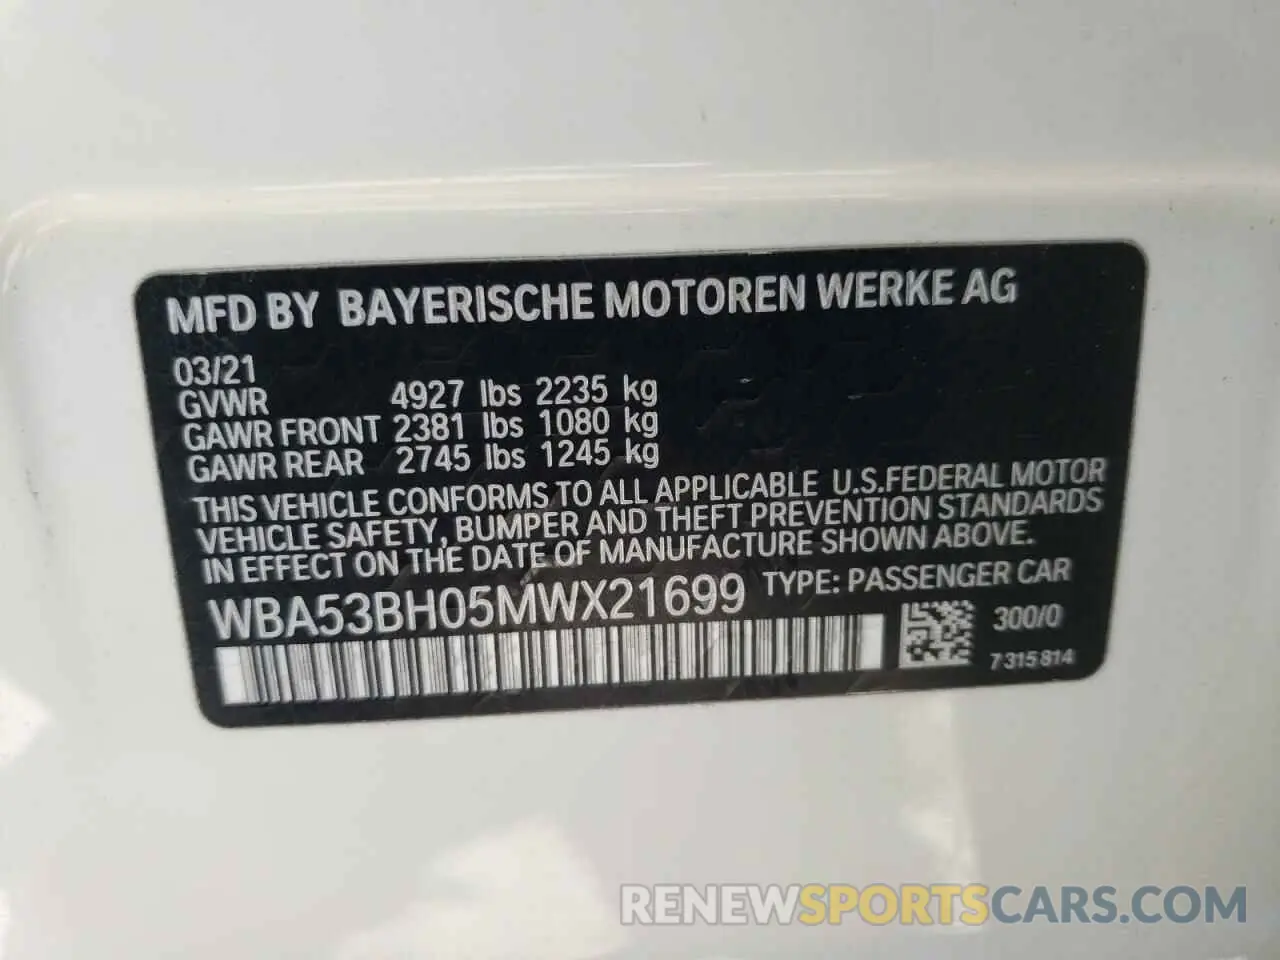 MFD BY BAYERISCHE MOTOREN WERKE AG
03/21
GVWR 4927 lbs 2235 kg
GAWR FRONT 2381 lbs 1080 kg
GAWR REAR 2745 lbs 1245 kg
THIS VEHICLE CONFORMS TO ALL APPLICABLE U.S.FEDERAL MOTOR
VEHICLE SAFETY, BUMPER AND THEFT PREVENTION STANDARDS
IN EFFECT ON THE DATE OF MANUFACTURE SHOWN ABOVE.
WBA53BH05MWX21699 TYPE: PASSENGER CAR
300/0
7315814
RENEWSPORTSCARS.COM